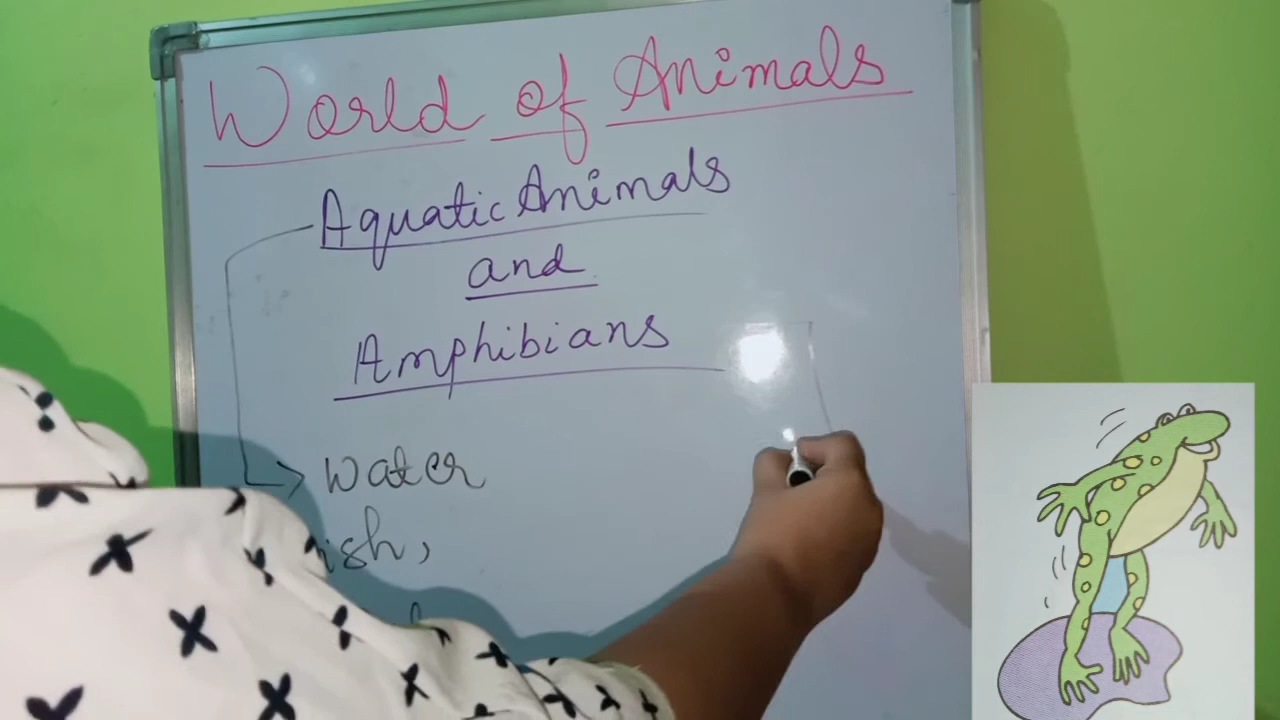 World of Animals
Aquatic Animals
and
Amphibians
Water